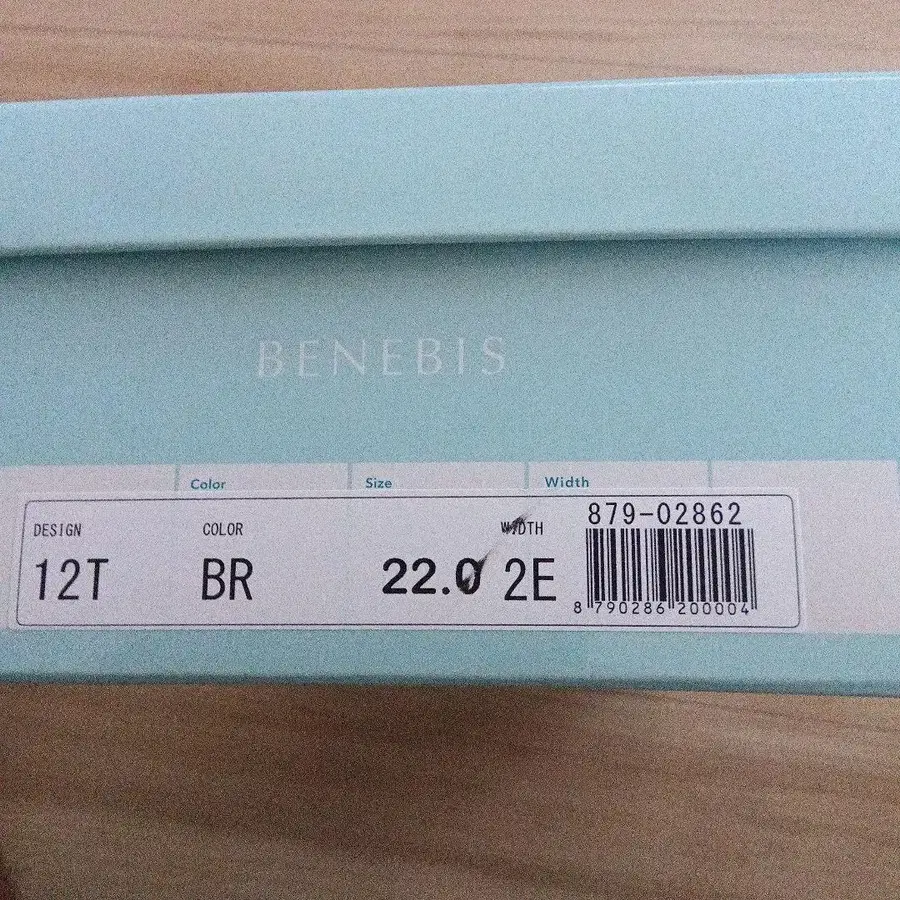 BENEBIS
Color Size Width
DESIGN COLOR WIDTH 879-02862
12T BR 22.0 2E
8 790286 200004